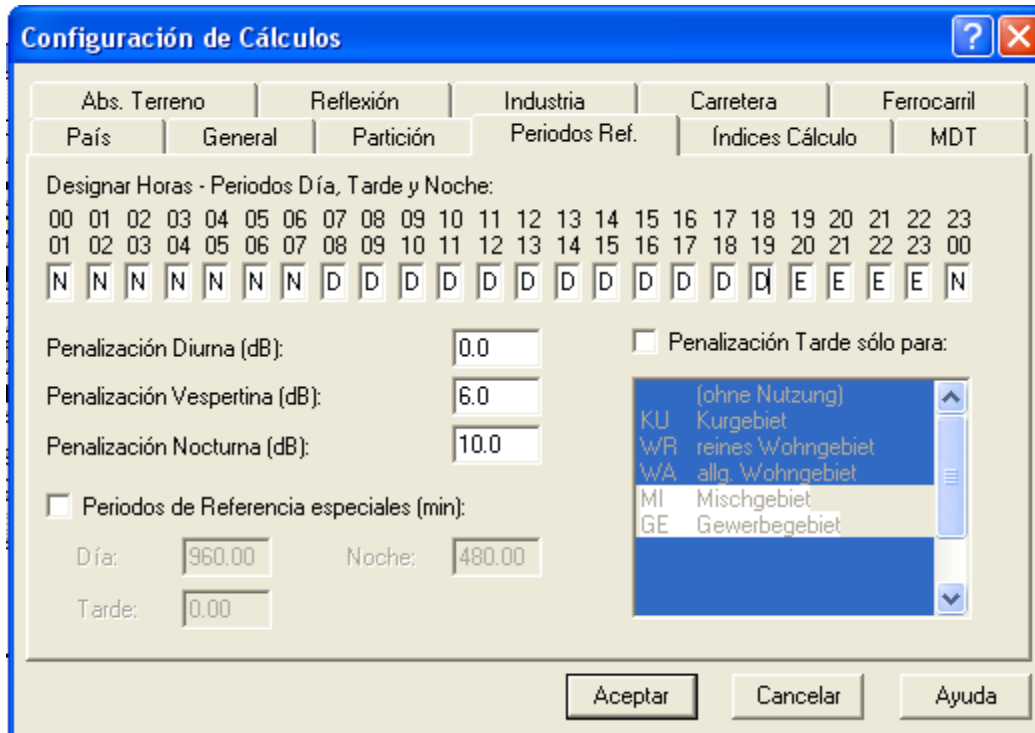 Configuración de Cálculos
Abs. Terreno Reflexión Industria Carretera Ferrocarril
País General Partición Periodos Ref. Índices Cálculo MDT
Designar Horas - Periodos Día, Tarde y Noche:
00 01 02 03 04 05 06 07 08 09 10 11 12 13 14 15 16 17 18 19 20 21 22 23
01 02 03 04 05 06 07 08 09 10 11 12 13 14 15 16 17 18 19 20 21 22 23 00
N N N N N N N D D D D D D D D D D D D E E E E N
Penalización Diurna (dB): 0.0 Penalización Tarde sólo para:
Penalización Vespertina (dB): 6.0
Penalización Nocturna (dB): 10.0
(ohne Nutzung)
KU Kurgebiet
WR reines Wohngebiet
WA allg. Wohngebiet
MI Mischgebiet
GE Gewerbegebiet
Periodos de Referencia especiales (min):
Día: 960.00 Noche: 480.00
Tarde: 0.00
Aceptar Cancelar Ayuda